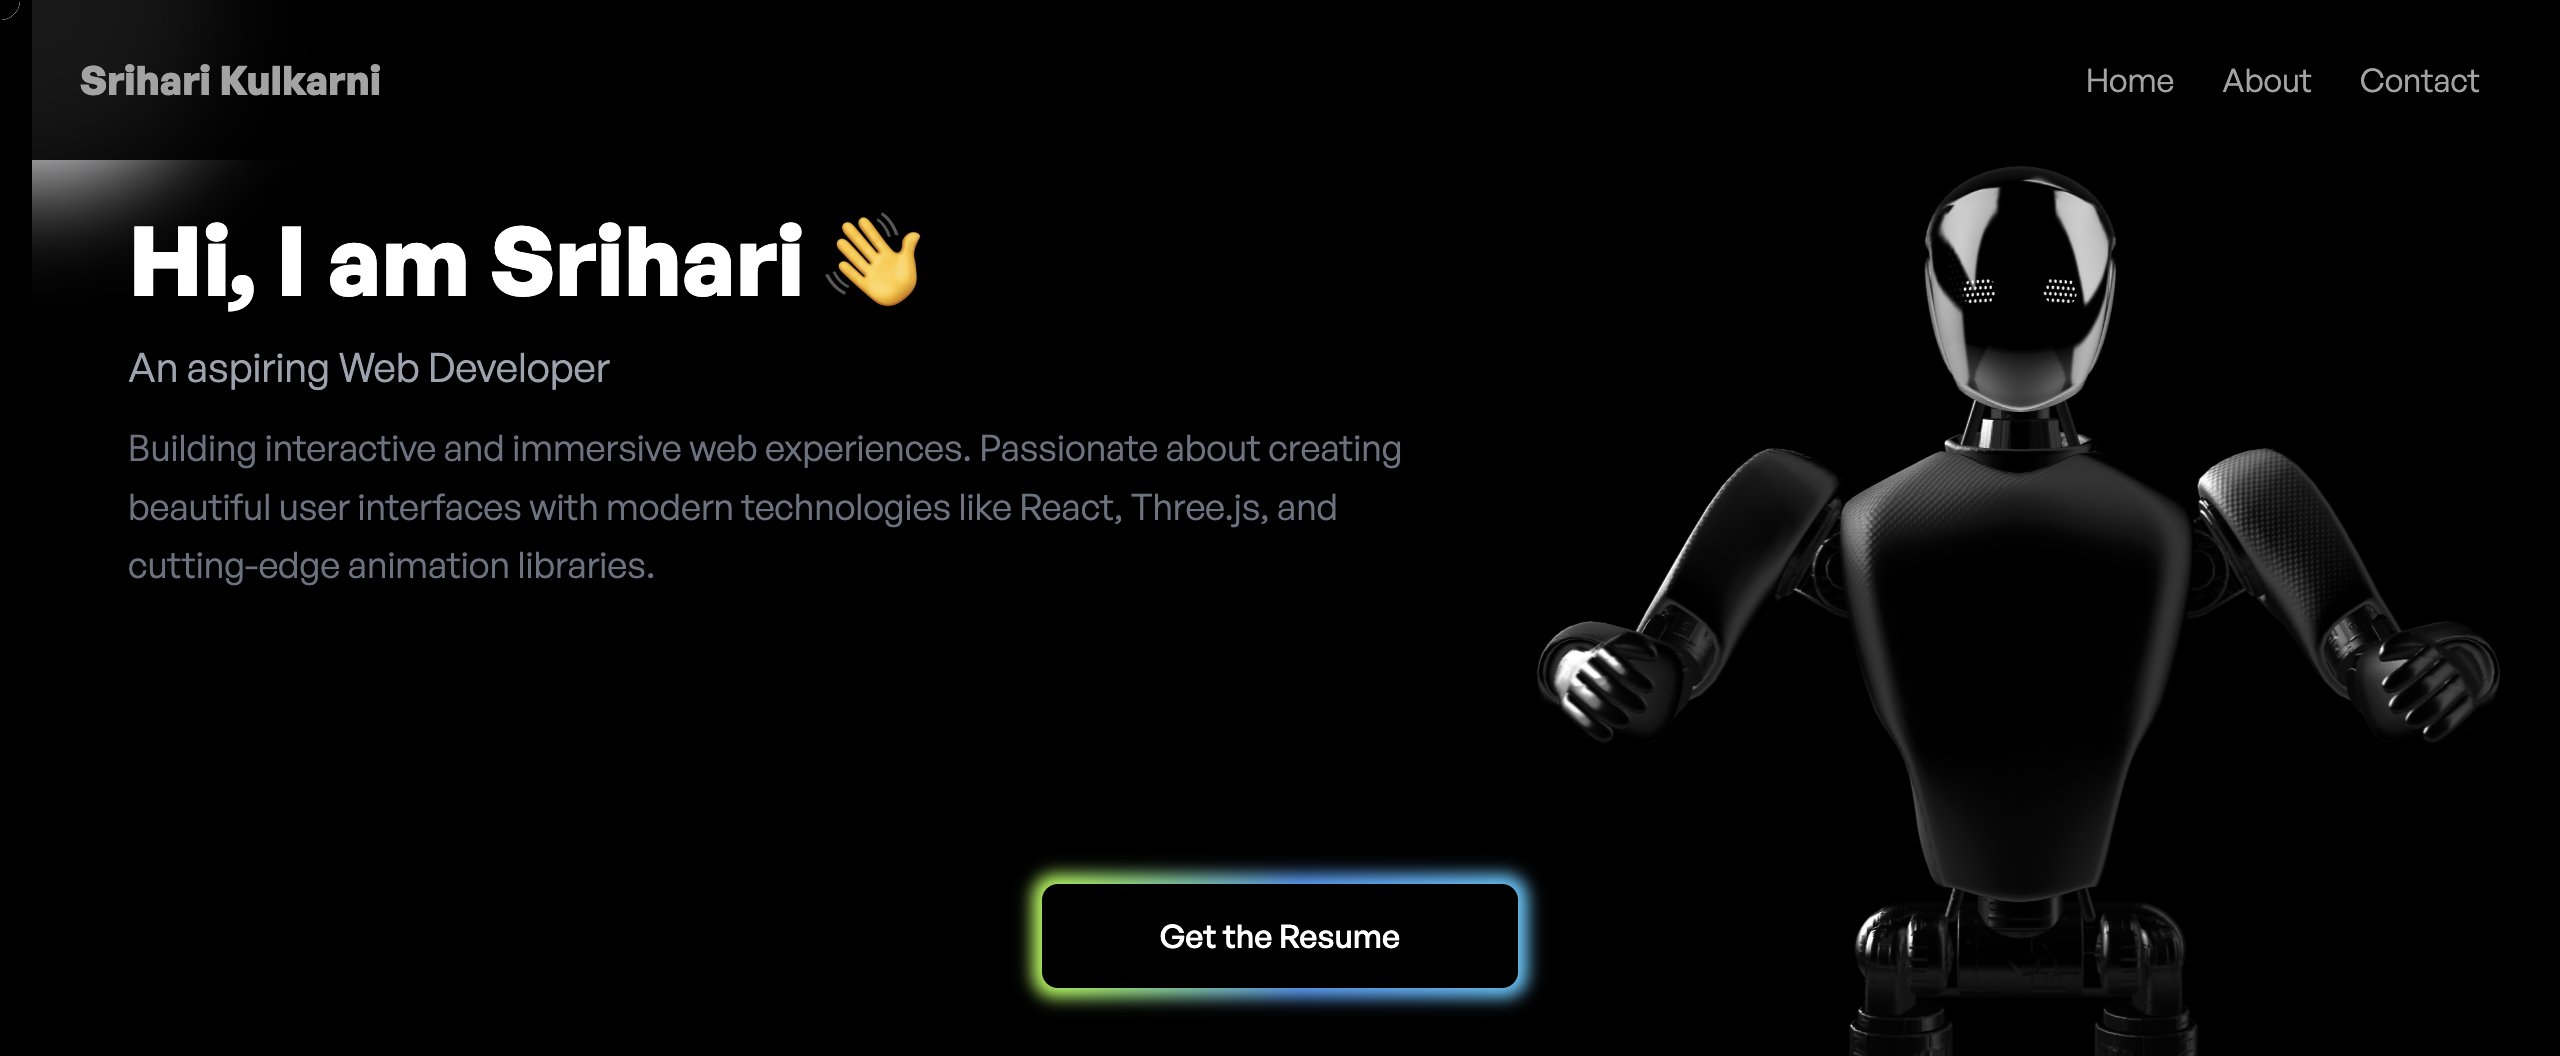 Srihari Kulkarni
Home About Contact
Hi, I am Srihari 👋
An aspiring Web Developer
Building interactive and immersive web experiences. Passionate about creating
beautiful user interfaces with modern technologies like React, Three.js, and
cutting-edge animation libraries.
Get the Resume